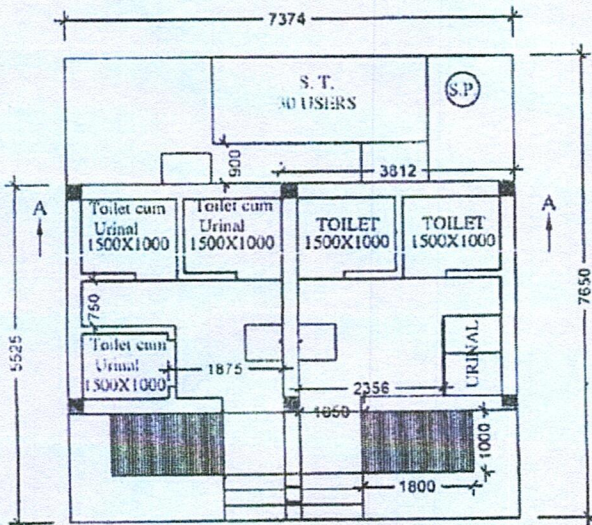 7374
S. T.
30 USERS
S.P
900
3812
A
A
Toilet cum
Urinal
1500X1000
Toilet cum
Urinal
1500X1000
TOILET
1500X1000
TOILET
1500X1000
7650
5525
750
Toilet cum
Urinal
1500X1000
1875
2356
URINAL
1850
1000
1800